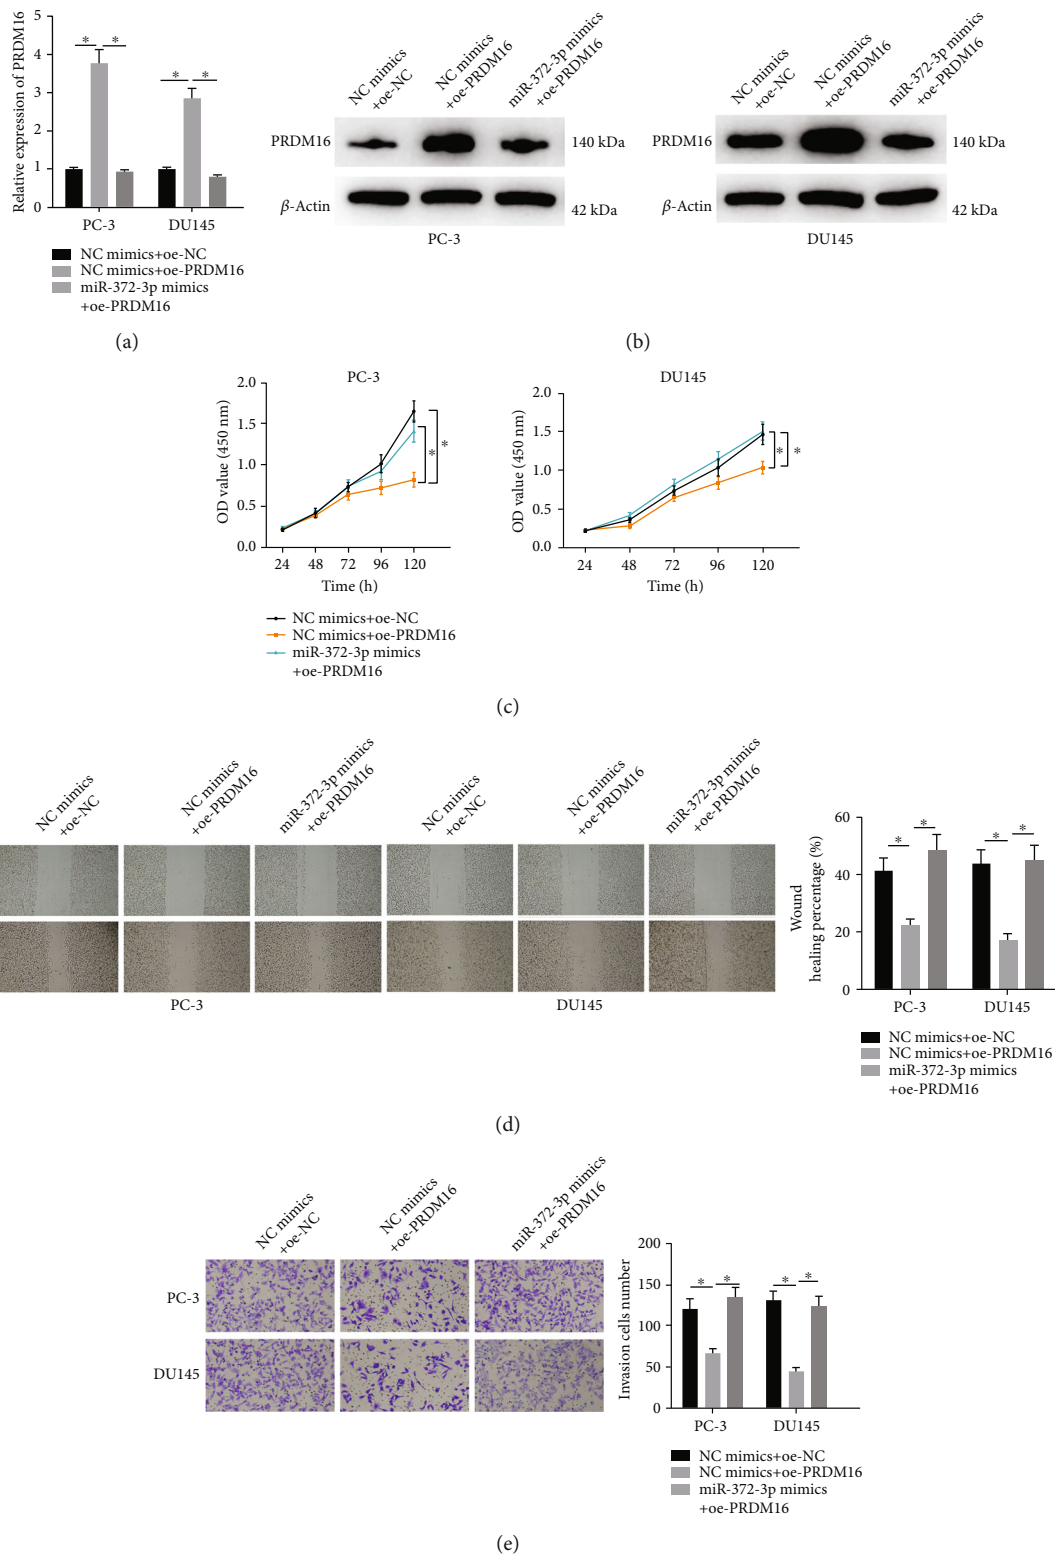 Relative expression of PRDM16
5
4
3
2
1
0
*
*
*
*
PC-3
DU145
NC mimics+oe-NC
NC mimics+oe-PRDM16
miR-372-3p mimics
+oe-PRDM16
(a)
NC mimics
+oe-NC
NC mimics
+oe-PRDM16
miR-372-3p mimics
+oe-PRDM16
PRDM16
140 kDa
β-Actin
42 kDa
PC-3
NC mimics
+oe-NC
NC mimics
+oe-PRDM16
miR-372-3p mimics
+oe-PRDM16
PRDM16
140 kDa
β-Actin
42 kDa
DU145
(b)
PC-3
OD value (450 nm)
2.0
1.5
1.0
0.5
0.0
*
*
24 48 72 96 120
Time (h)
DU145
OD value (450 nm)
2.0
1.5
1.0
0.5
0.0
*
*
24 48 72 96 120
Time (h)
NC mimics+oe-NC
NC mimics+oe-PRDM16
miR-372-3p mimics
+oe-PRDM16
(c)
NC mimics
+oe-NC
NC mimics
+oe-PRDM16
miR-372-3p mimics
+oe-PRDM16
NC mimics
+oe-NC
NC mimics
+oe-PRDM16
miR-372-3p mimics
+oe-PRDM16
PC-3
DU145
Wound
healing percentage (%)
60
40
20
0
*
*
*
*
PC-3
DU145
NC mimics+oe-NC
NC mimics+oe-PRDM16
miR-372-3p mimics
+oe-PRDM16
(d)
NC mimics
+oe-NC
NC mimics
+oe-PRDM16
miR-372-3p mimics
+oe-PRDM16
PC-3
DU145
Invasion cells number
200
150
100
50
0
*
*
*
*
PC-3
DU145
NC mimics+oe-NC
NC mimics+oe-PRDM16
miR-372-3p mimics
+oe-PRDM16
(e)